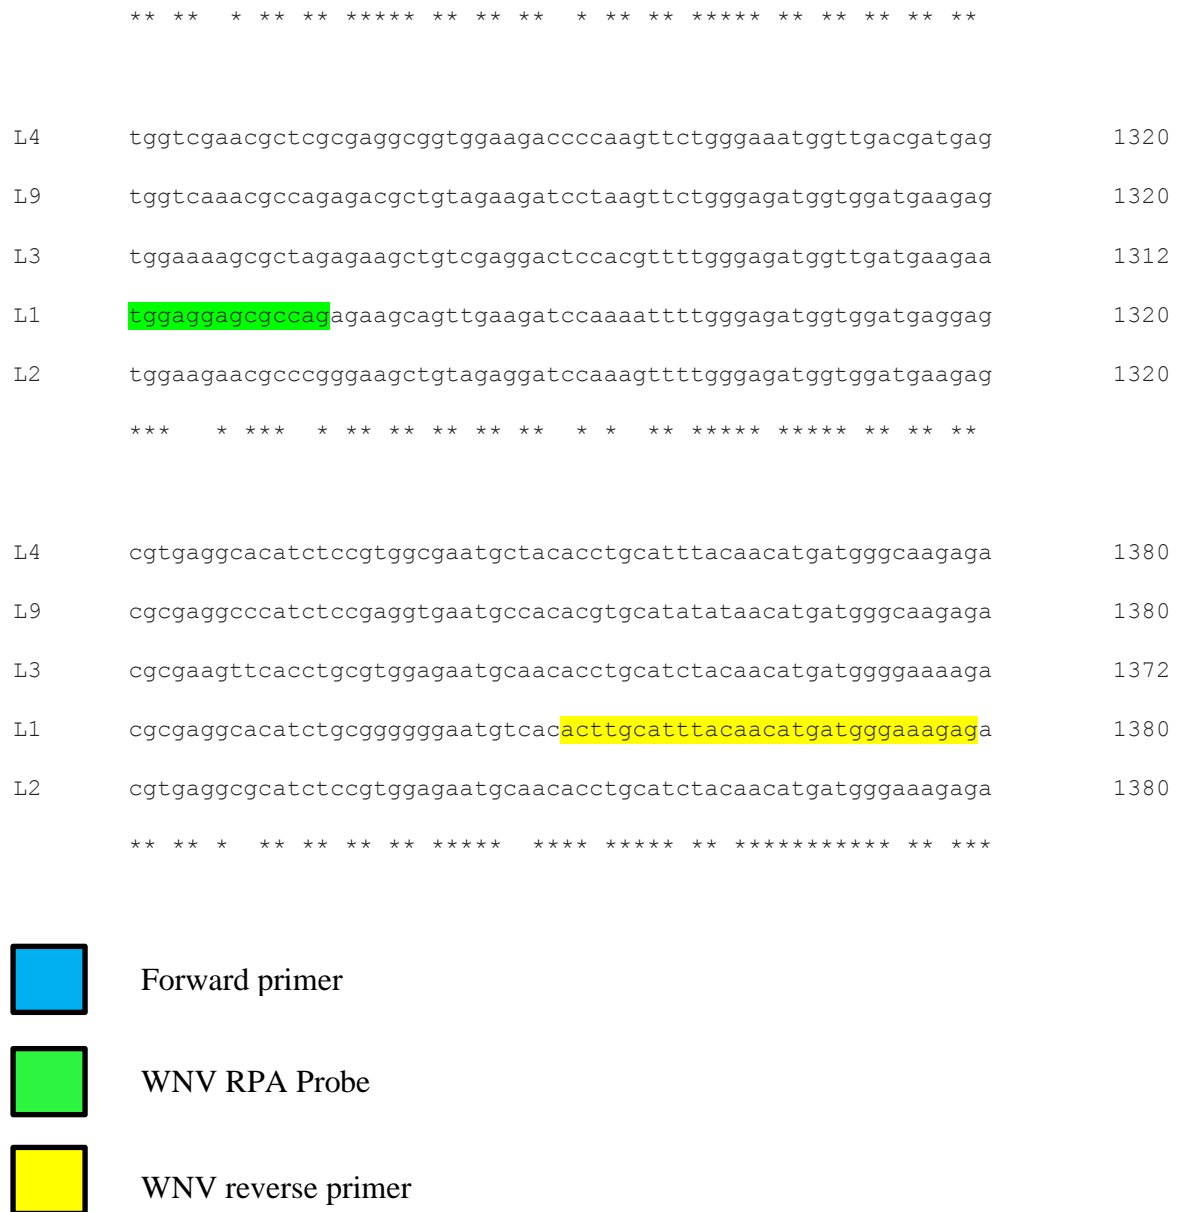 ** **  * ** ** ***** ** ** **  * ** ** ***** ** ** ** ** **
L4 tggtcgaacgctcgcgaggcggtggaagaccccaagttctgggaaatggttgacgatgag 1320
L9 tggtcaaacgccagagacgctgtagaagatcctaagttctgggagatggtggatgaagag 1320
L3 tggaaaagcgctagagaagctgtcgaggactccacgttttgggagatggttgatgaagaa 1312
L1 tggaggagcgccagagaagcagttgaagatccaaaattttgggagatggtggatgaggag 1320
L2 tggaagaacgcccgggaagctgtagaggatccaaagttttgggagatggtggatgaagag 1320
***   * ***  * ** ** ** ** **  * *  ** ***** ***** ** ** **
L4 cgtgaggcacatctccgtggcgaatgctacacctgcatttacaacatgatgggcaagaga 1380
L9 cgcgaggcccatctccgaggtgaatgccacacgtgcatatataacatgatgggcaagaga 1380
L3 cgcgaagttcacctgcgtggagaatgcaacacctgcatctacaacatgatggggaaaaga 1372
L1 cgcgaggcacatctgcggggggaatgtcacacttgcatttacaacatgatgggaaagaga 1380
L2 cgtgaggcgcatctccgtggagaatgcaacacctgcatctacaacatgatgggaaagaga 1380
** ** *  ** ** ** ** *****  **** ***** ** *********** ** ***
Forward primer
WNV RPA Probe
WNV reverse primer